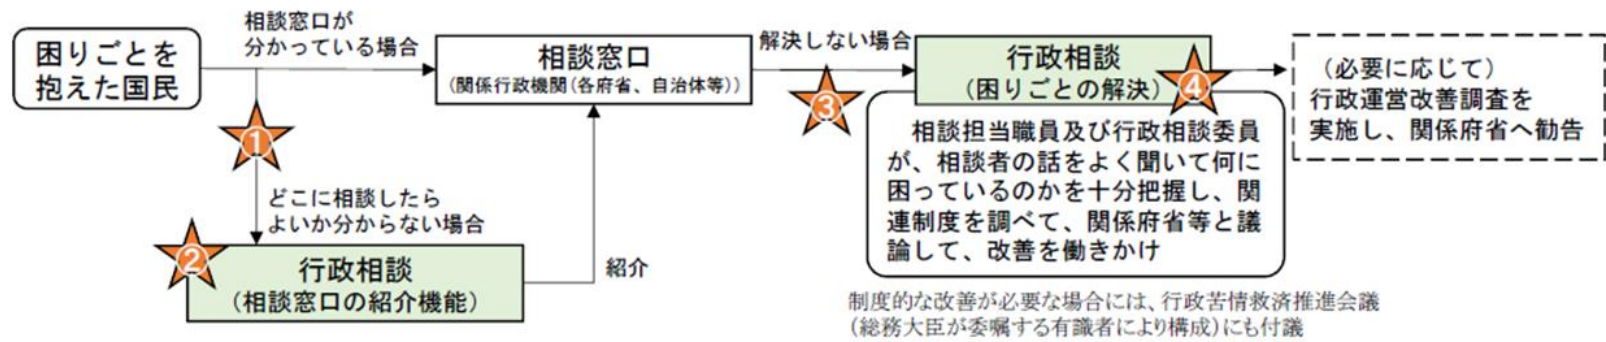 困りごとを
抱えた国民
相談窓口が
分かっている場合
①
どこに相談したら
よいか分からない場合
②
行政相談
(相談窓口の紹介機能)
紹介
相談窓口
(関係行政機関(各府省、自治体等))
解決しない場合
③
行政相談
(困りごとの解決)
④
相談担当職員及び行政相談委員
が、相談者の話をよく聞いて何に
困っているのかを十分把握し、関
連制度を調べて、関係府省等と議
論して、改善を働きかけ
制度的な改善が必要な場合には、行政苦情救済推進会議
(総務大臣が委嘱する有識者により構成)にも付議
(必要に応じて)
行政運営改善調査を
実施し、関係府省へ勧告